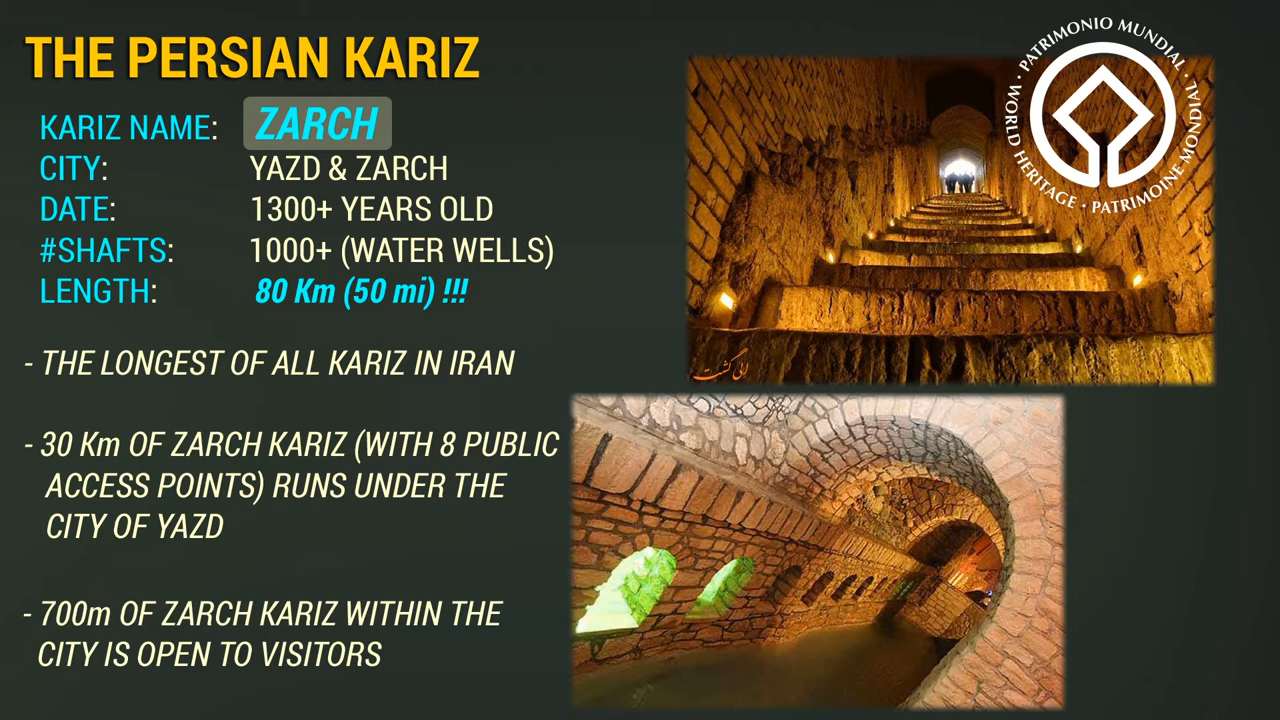 THE PERSIAN KARIZ
KARIZ NAME: ZARCH
CITY: YAZD & ZARCH
DATE: 1300+ YEARS OLD
#SHAFTS: 1000+ (WATER WELLS)
LENGTH: 80 Km (50 mi) !!!
- THE LONGEST OF ALL KARIZ IN IRAN
- 30 Km OF ZARCH KARIZ (WITH 8 PUBLIC
ACCESS POINTS) RUNS UNDER THE
CITY OF YAZD
- 700m OF ZARCH KARIZ WITHIN THE
CITY IS OPEN TO VISITORS
WORLD HERITAGE • PATRIMONIO MUNDIAL • PATRIMOINE MONDIAL •